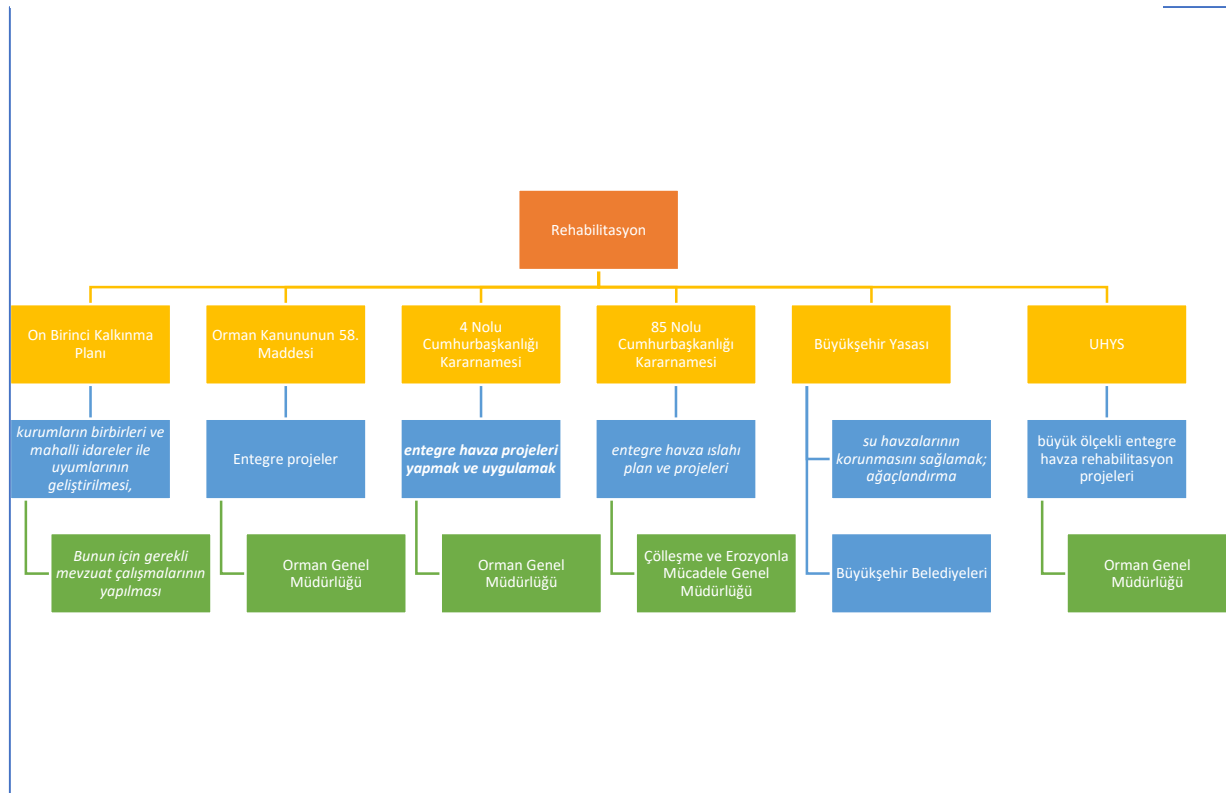 Rehabilitasyon
On Birinci Kalkınma
Planı
Orman Kanununun 58.
Maddesi
4 Nolu
Cumhurbaşkanlığı
Kararnamesi
85 Nolu
Cumhurbaşkanlığı
Kararnamesi
Büyükşehir Yasası
UHYS
kurumların birbirleri ve
mahalli idareler ile
uyumlarının
geliştirilmesi,
Entegre projeler
entegre havza projeleri
yapmak ve uygulamak
entegre havza ıslahı
plan ve projeleri
su havzalarının
korunmasını sağlamak;
ağaçlandırma
büyük ölçekli entegre
havza rehabilitasyon
projeleri
Bunun için gerekli
mevzuat çalışmalarının
yapılması
Orman Genel
Müdürlüğü
Orman Genel
Müdürlüğü
Çölleşme ve Erozyonla
Mücadele Genel
Müdürlüğü
Büyükşehir Belediyeleri
Orman Genel
Müdürlüğü